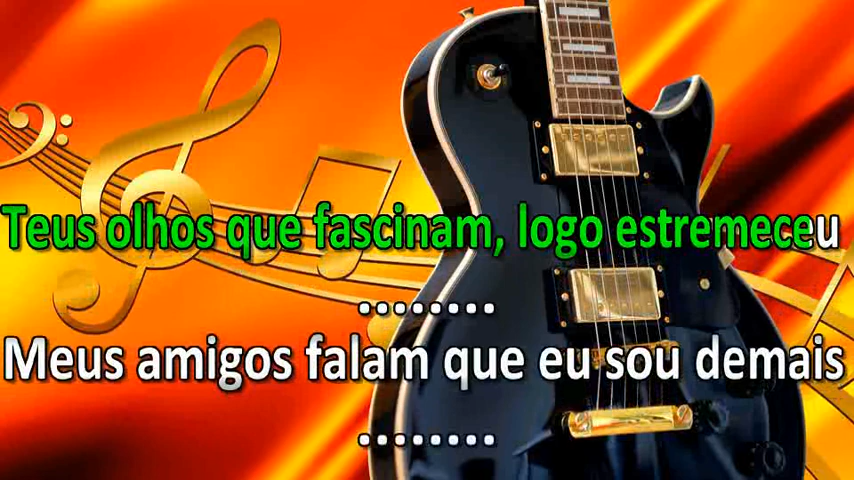 Teus olhos que fascinam, logo estremeceu
........
Meus amigos falam que eu sou demais
........